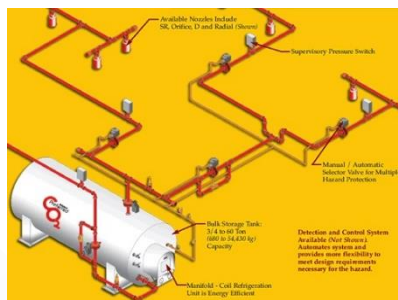 Available Nozzles Include
SR, Orifice, D and Radial (Shown)
Supervisory Pressure Switch
Manual / Automatic
Selector Valve for Multiple
Hazard Protection
Bulk Storage Tank:
3/4 to 60 Ton
(680 to 54,430 kg)
Capacity
Detection and Control System
Available (Not Shown).
Automates system and
provides more flexibility to
meet design requirements
necessary for the hazard.
Manifold - Coil Refrigeration
Unit is Energy Efficient